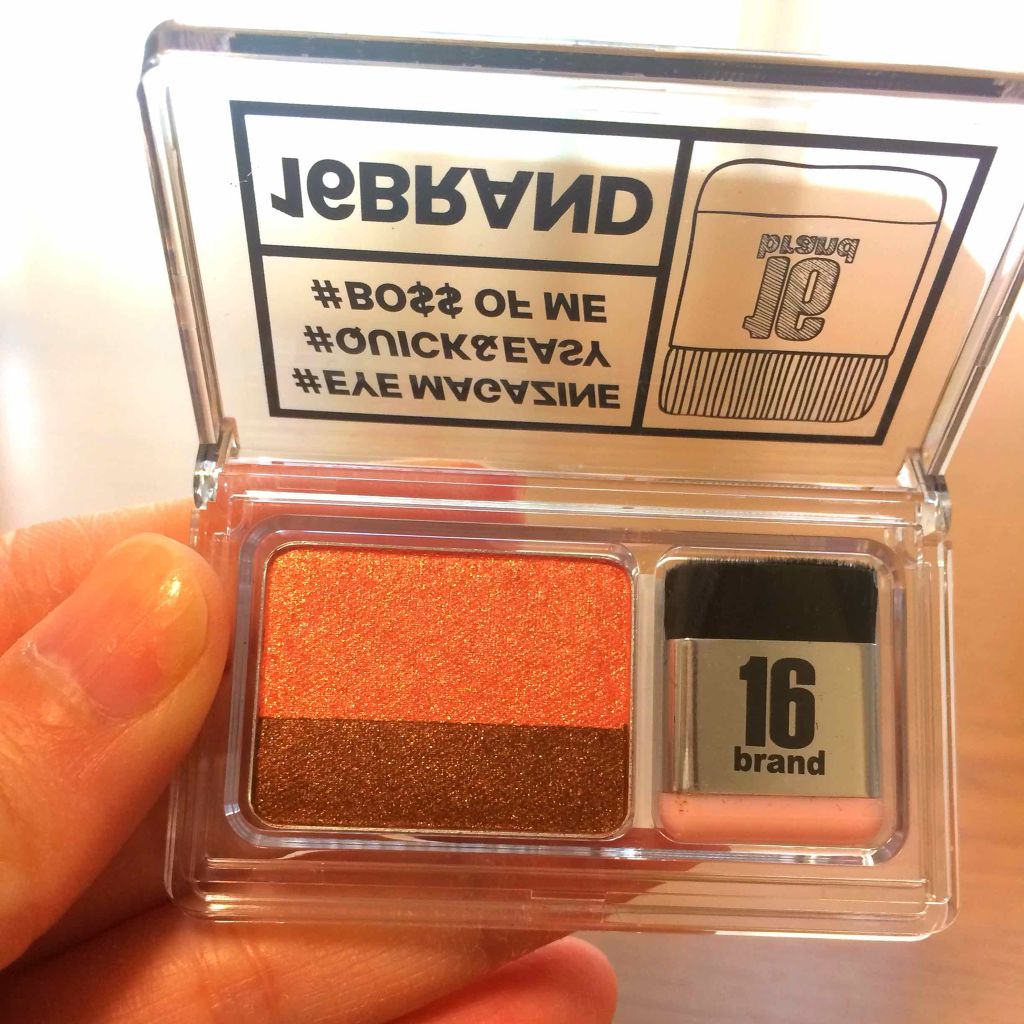 16BRAND
#BO$$ OF ME
#QUICK&EASY
#EYE MAGAZINE
brand
16
16
brand